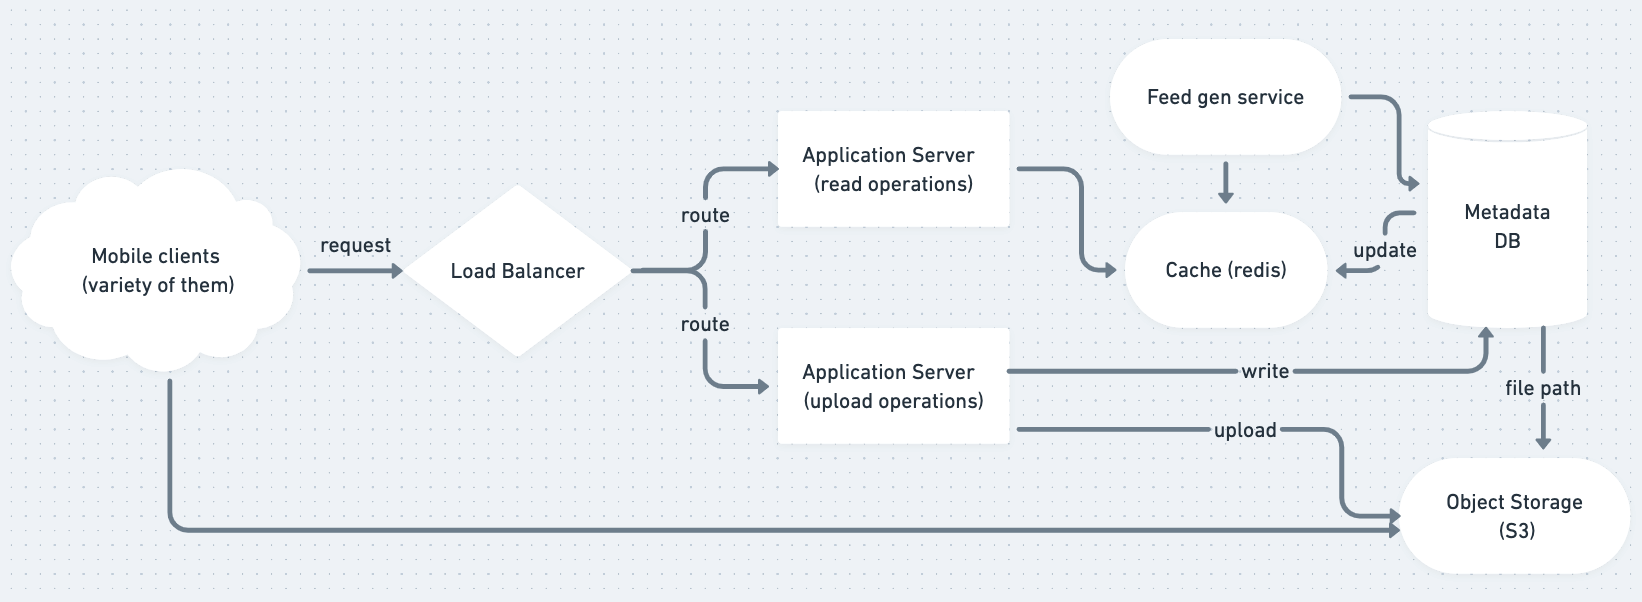 Mobile clients
(variety of them)
request
Load Balancer
route
route
Application Server
(read operations)
Application Server
(upload operations)
Feed gen service
Cache (redis)
update
Metadata
DB
write
upload
file path
Object Storage
(S3)